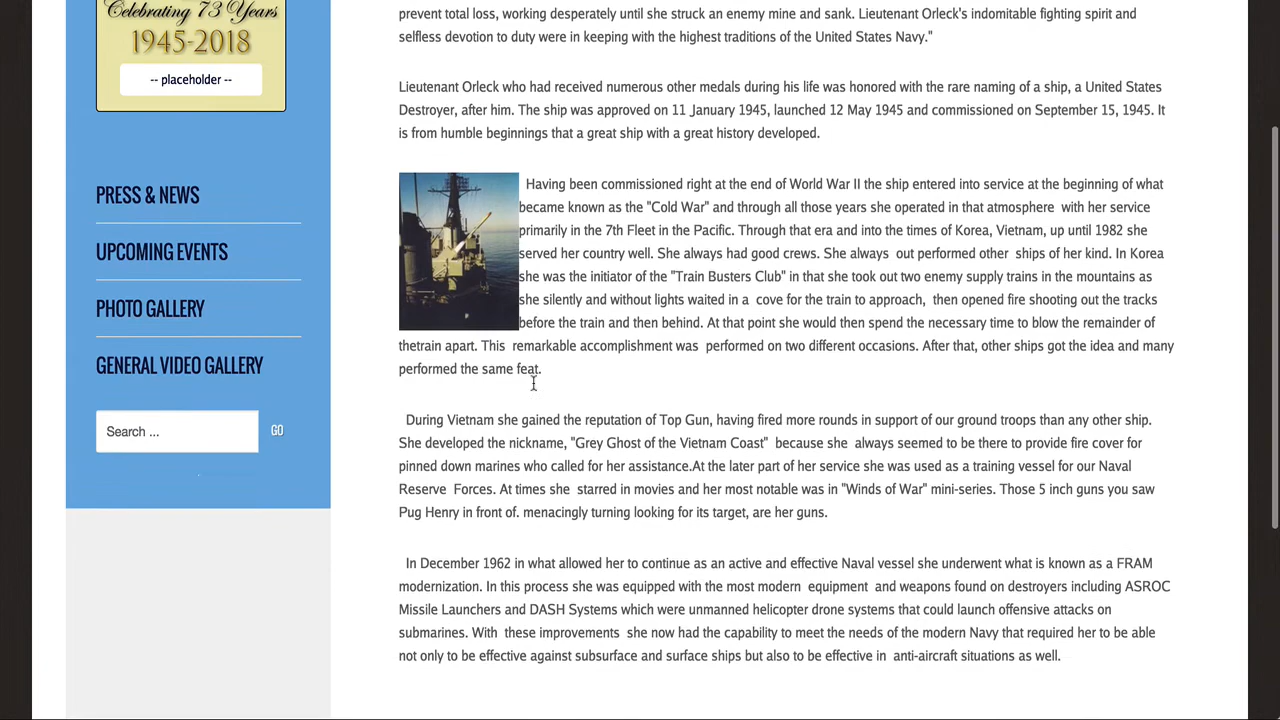 Celebrating 73 Years
1945-2018
-- placeholder --
PRESS & NEWS
UPCOMING EVENTS
PHOTO GALLERY
GENERAL VIDEO GALLERY
Search ...
GO
prevent total loss, working desperately until she struck an enemy mine and sank. Lieutenant Orleck's indomitable fighting spirit and
selfless devotion to duty were in keeping with the highest traditions of the United States Navy."
Lieutenant Orleck who had received numerous other medals during his life was honored with the rare naming of a ship, a United States
Destroyer, after him. The ship was approved on 11 January 1945, launched 12 May 1945 and commissioned on September 15, 1945. It
is from humble beginnings that a great ship with a great history developed.
Having been commissioned right at the end of World War II the ship entered into service at the beginning of what
became known as the "Cold War" and through all those years she operated in that atmosphere with her service
primarily in the 7th Fleet in the Pacific. Through that era and into the times of Korea, Vietnam, up until 1982 she
served her country well. She always had good crews. She always out performed other ships of her kind. In Korea
she was the initiator of the "Train Busters Club" in that she took out two enemy supply trains in the mountains as
she silently and without lights waited in a cove for the train to approach, then opened fire shooting out the tracks
before the train and then behind. At that point she would then spend the necessary time to blow the remainder of
thetrain apart. This remarkable accomplishment was performed on two different occasions. After that, other ships got the idea and many
performed the same feat.
During Vietnam she gained the reputation of Top Gun, having fired more rounds in support of our ground troops than any other ship.
She developed the nickname, "Grey Ghost of the Vietnam Coast" because she always seemed to be there to provide fire cover for
pinned down marines who called for her assistance.At the later part of her service she was used as a training vessel for our Naval
Reserve Forces. At times she starred in movies and her most notable was in "Winds of War" mini-series. Those 5 inch guns you saw
Pug Henry in front of. menacingly turning looking for its target, are her guns.
In December 1962 in what allowed her to continue as an active and effective Naval vessel she underwent what is known as a FRAM
modernization. In this process she was equipped with the most modern equipment and weapons found on destroyers including ASROC
Missile Launchers and DASH Systems which were unmanned helicopter drone systems that could launch offensive attacks on
submarines. With these improvements she now had the capability to meet the needs of the modern Navy that required her to be able
not only to be effective against subsurface and surface ships but also to be effective in anti-aircraft situations as well.